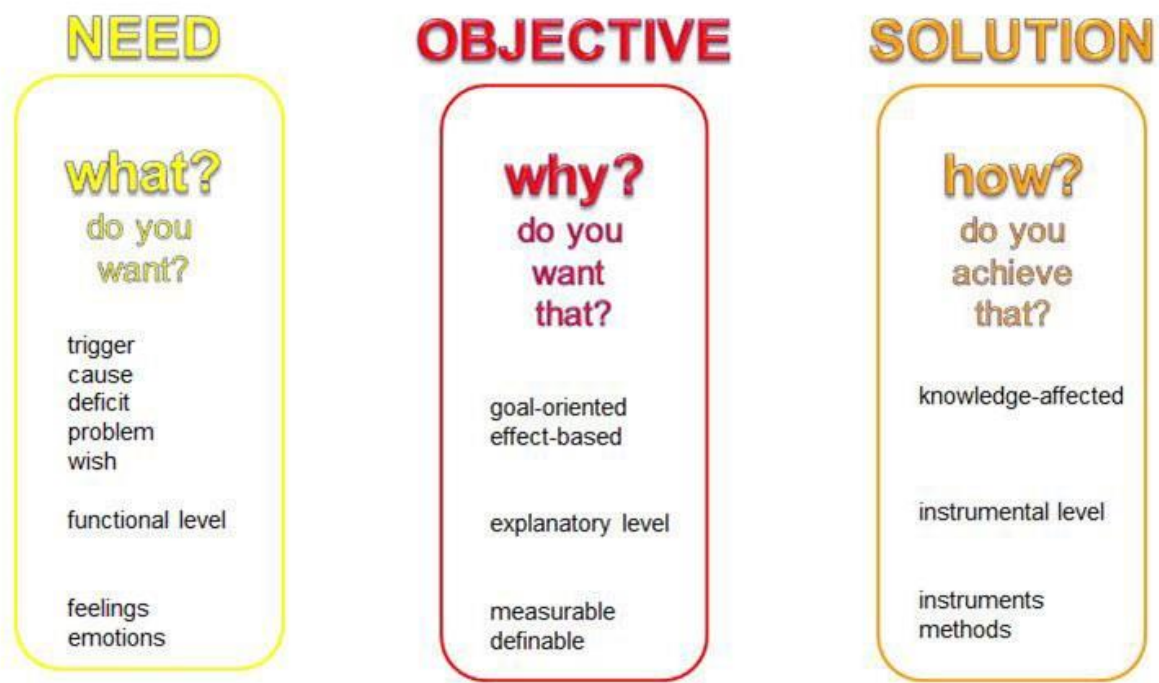 NEED
what?
do you
want?
trigger
cause
deficit
problem
wish
functional level
feelings
emotions
OBJECTIVE
why?
do you
want
that?
goal-oriented
effect-based
explanatory level
measurable
definable
SOLUTION
how?
do you
achieve
that?
knowledge-affected
instrumental level
instruments
methods